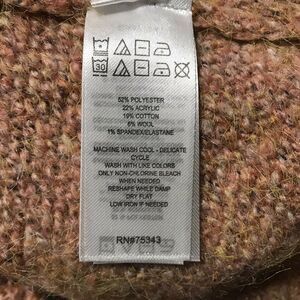 30
52% POLYESTER
22% ACRYLIC
19% COTTON
6% WOOL
1% SPANDEX/ELASTANE
MACHINE WASH COOL - DELICATE
CYCLE
WASH WITH LIKE COLORS
ONLY NON-CHLORINE BLEACH
WHEN NEEDED
RESHAPE WHILE DAMP
DRY FLAT
LOW IRON IF NEEDED
RN#75343